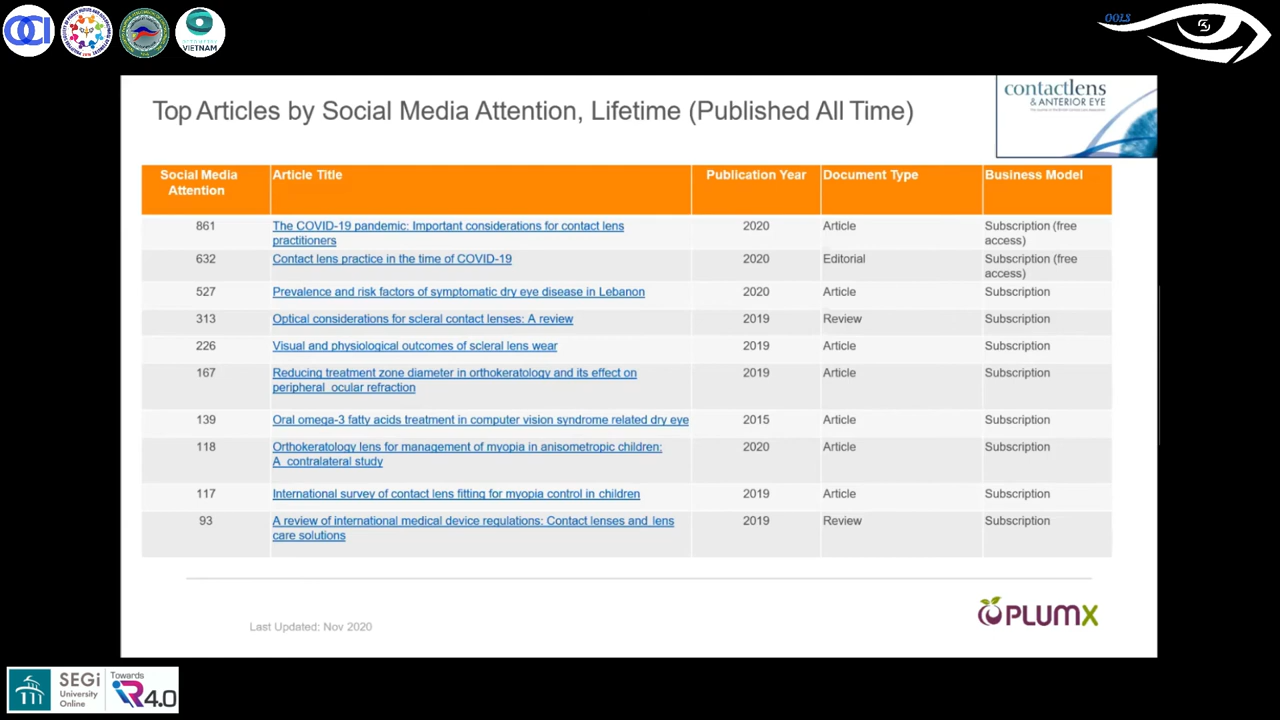 OCI
OPTOMETRY
VIETNAM
OOLS
Top Articles by Social Media Attention, Lifetime (Published All Time)
contactlens
& ANTERIOR EYE
Social Media Attention Article Title Publication Year Document Type Business Model
861 The COVID-19 pandemic: Important considerations for contact lens practitioners 2020 Article Subscription (free access)
632 Contact lens practice in the time of COVID-19 2020 Editorial Subscription (free access)
527 Prevalence and risk factors of symptomatic dry eye disease in Lebanon 2020 Article Subscription
313 Optical considerations for scleral contact lenses: A review 2019 Review Subscription
226 Visual and physiological outcomes of scleral lens wear 2019 Article Subscription
167 Reducing treatment zone diameter in orthokeratology and its effect on peripheral ocular refraction 2019 Article Subscription
139 Oral omega-3 fatty acids treatment in computer vision syndrome related dry eye 2015 Article Subscription
118 Orthokeratology lens for management of myopia in anisometropic children: A contralateral study 2020 Article Subscription
117 International survey of contact lens fitting for myopia control in children 2019 Article Subscription
93 A review of international medical device regulations: Contact lenses and lens care solutions 2019 Review Subscription
Last Updated: Nov 2020
PLUMX
SEGi
University
Online
Towards
iR4.0